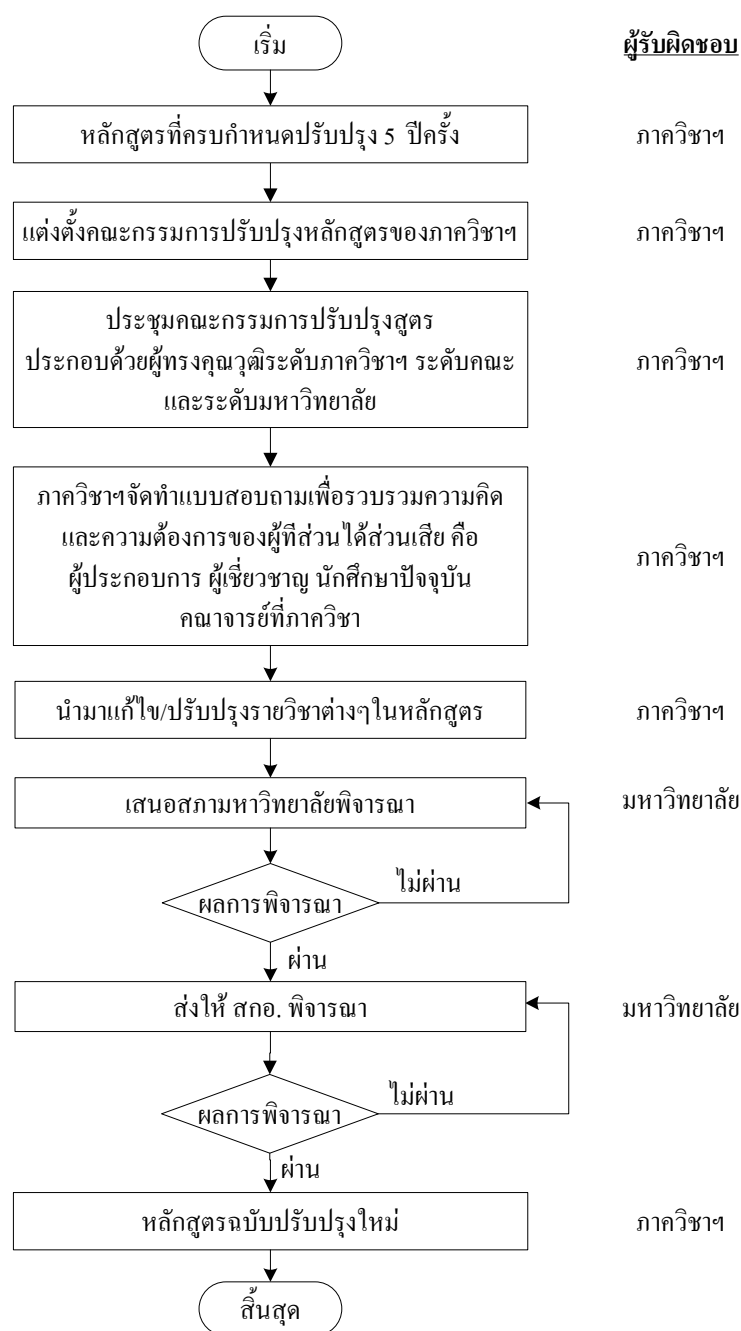 เริ่ม
ผู้รับผิดชอบ
หลักสูตรที่ครบกำหนดปรับปรุง 5 ปีครั้ง
ภาควิชาฯ
แต่งตั้งคณะกรรมการปรับปรุงหลักสูตรของภาควิชาฯ
ภาควิชาฯ
ประชุมคณะกรรมการปรับปรุงสูตร
ประกอบด้วยผู้ทรงคุณวุฒิระดับภาควิชาฯ ระดับคณะ
และระดับมหาวิทยาลัย
ภาควิชาฯ
ภาควิชาฯจัดทำแบบสอบถามเพื่อรวบรวมความคิด
และความต้องการของผู้ทีส่วนได้ส่วนเสีย คือ
ผู้ประกอบการ ผู้เชี่ยวชาญ นักศึกษาปัจจุบัน
คณาจารย์ที่ภาควิชา
ภาควิชาฯ
นำมาแก้ไข/ปรับปรุงรายวิชาต่างๆในหลักสูตร
ภาควิชาฯ
เสนอสภามหาวิทยาลัยพิจารณา
มหาวิทยาลัย
ไม่ผ่าน
ผลการพิจารณา
ผ่าน
ส่งให้ สกอ. พิจารณา
มหาวิทยาลัย
ไม่ผ่าน
ผลการพิจารณา
ผ่าน
หลักสูตรฉบับปรับปรุงใหม่
ภาควิชาฯ
สิ้นสุด